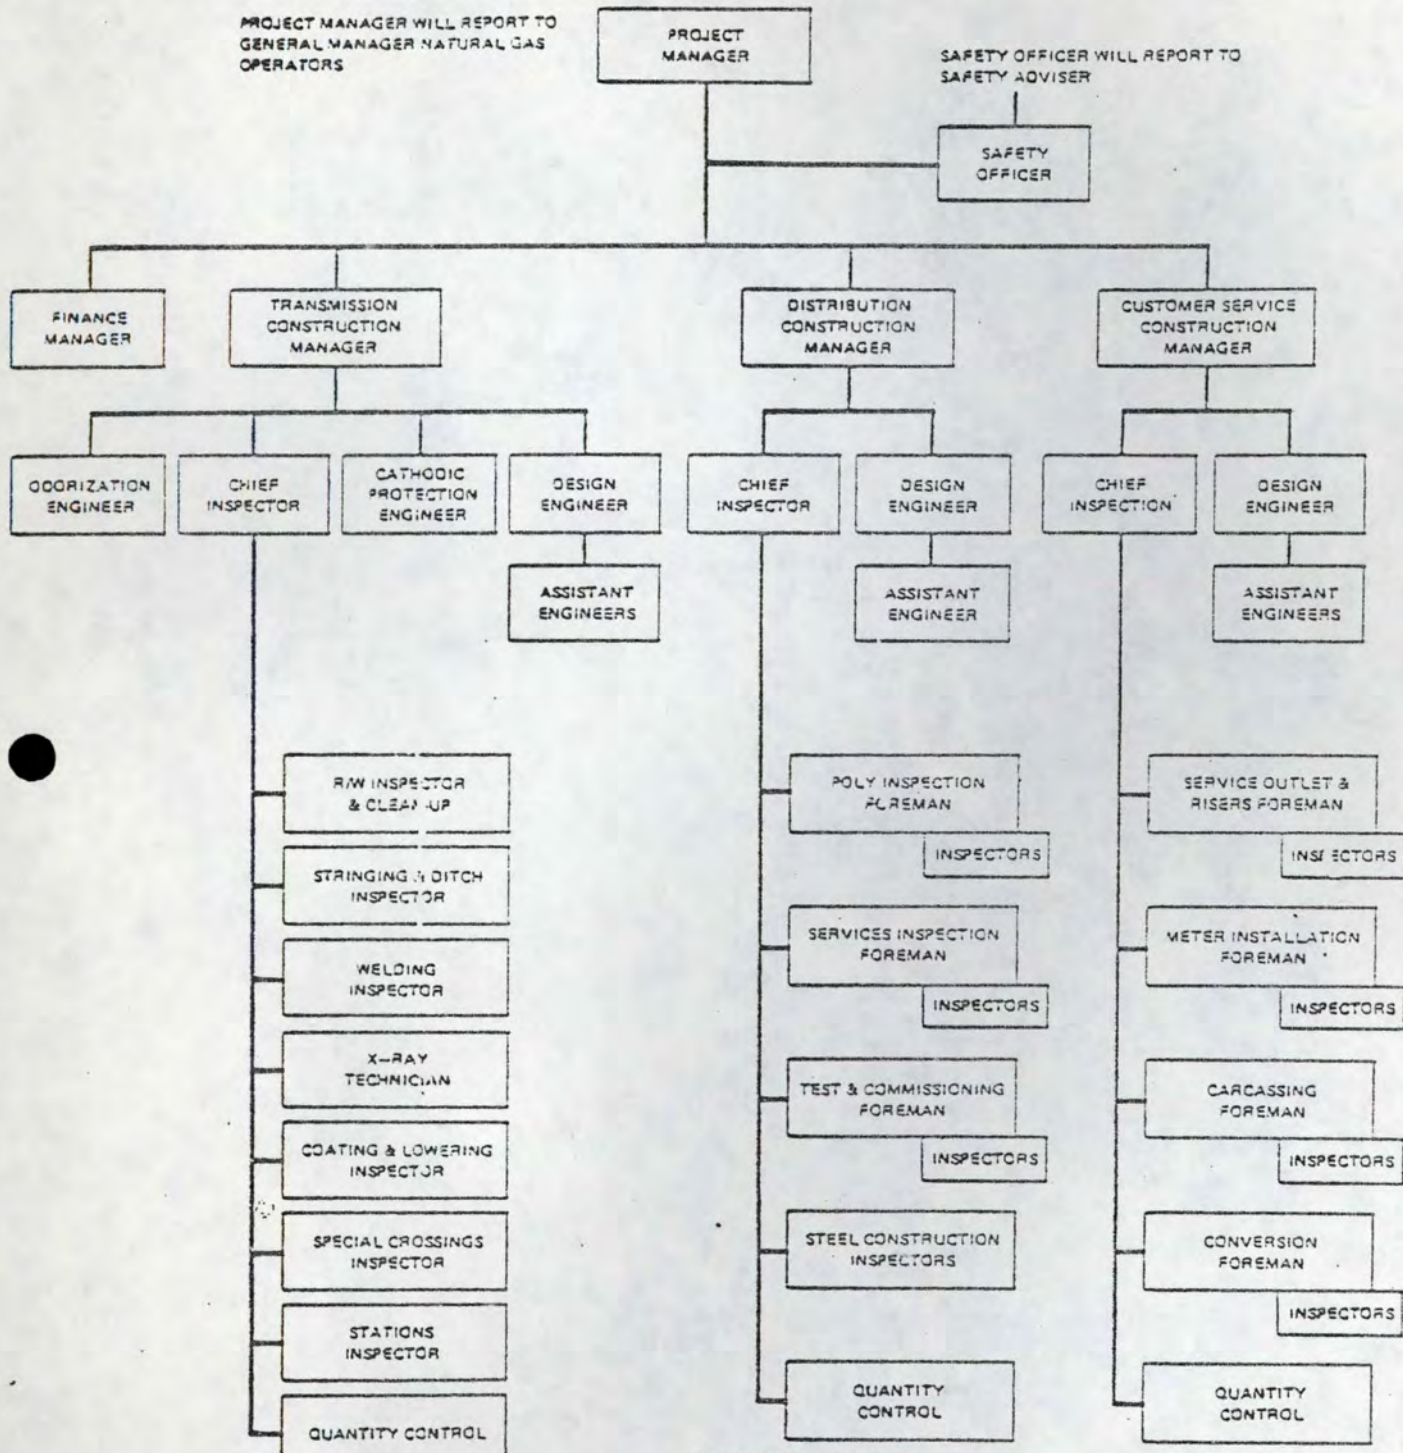 PROJECT MANAGER WILL REPORT TO
GENERAL MANAGER NATURAL GAS
OPERATORS
PROJECT
MANAGER
SAFETY OFFICER WILL REPORT TO
SAFETY ADVISER
SAFETY
OFFICER
FINANCE
MANAGER
TRANSMISSION
CONSTRUCTION
MANAGER
DISTRIBUTION
CONSTRUCTION
MANAGER
CUSTOMER SERVICE
CONSTRUCTION
MANAGER
ODORIZATION
ENGINEER
CHIEF
INSPECTOR
CATHODIC
PROTECTION
ENGINEER
DESIGN
ENGINEER
CHIEF
INSPECTOR
DESIGN
ENGINEER
CHIEF
INSPECTION
DESIGN
ENGINEER
ASSISTANT
ENGINEERS
ASSISTANT
ENGINEER
ASSISTANT
ENGINEERS
R/W INSPECTOR
& CLEAN-UP
STRINGING & DITCH
INSPECTOR
WELDING
INSPECTOR
X-RAY
TECHNICIAN
COATING & LOWERING
INSPECTOR
SPECIAL CROSSINGS
INSPECTOR
STATIONS
INSPECTOR
QUANTITY CONTROL
POLY INSPECTION
FOREMAN
INSPECTORS
SERVICES INSPECTION
FOREMAN
INSPECTORS
TEST & COMMISSIONING
FOREMAN
INSPECTORS
STEEL CONSTRUCTION
INSPECTORS
QUANTITY
CONTROL
SERVICE OUTLET &
RISERS FOREMAN
INSPECTORS
METER INSTALLATION
FOREMAN
INSPECTORS
CARCASSING
FOREMAN
INSPECTORS
CONVERSION
FOREMAN
INSPECTORS
QUANTITY
CONTROL